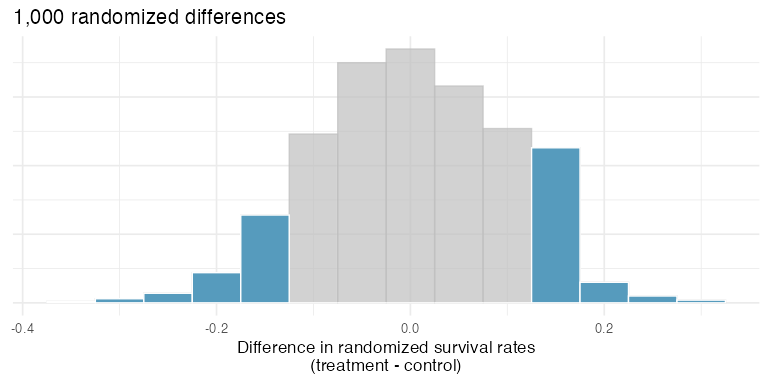 1,000 randomized differences
-0.4
-0.2
0.0
0.2
Difference in randomized survival rates
(treatment - control)